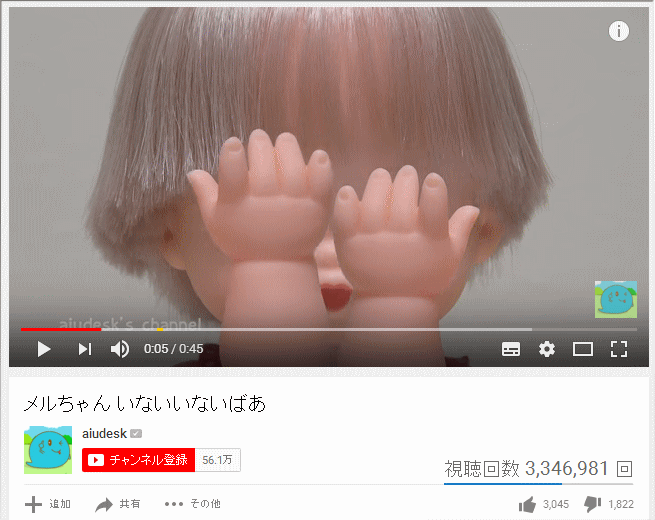 aiudesk's channel
0:05 / 0:45
メルちゃん いないいないばあ
aiudesk
チャンネル登録 56.1万
視聴回数 3,346,981 回
追加 共有 その他 3,045 1,822